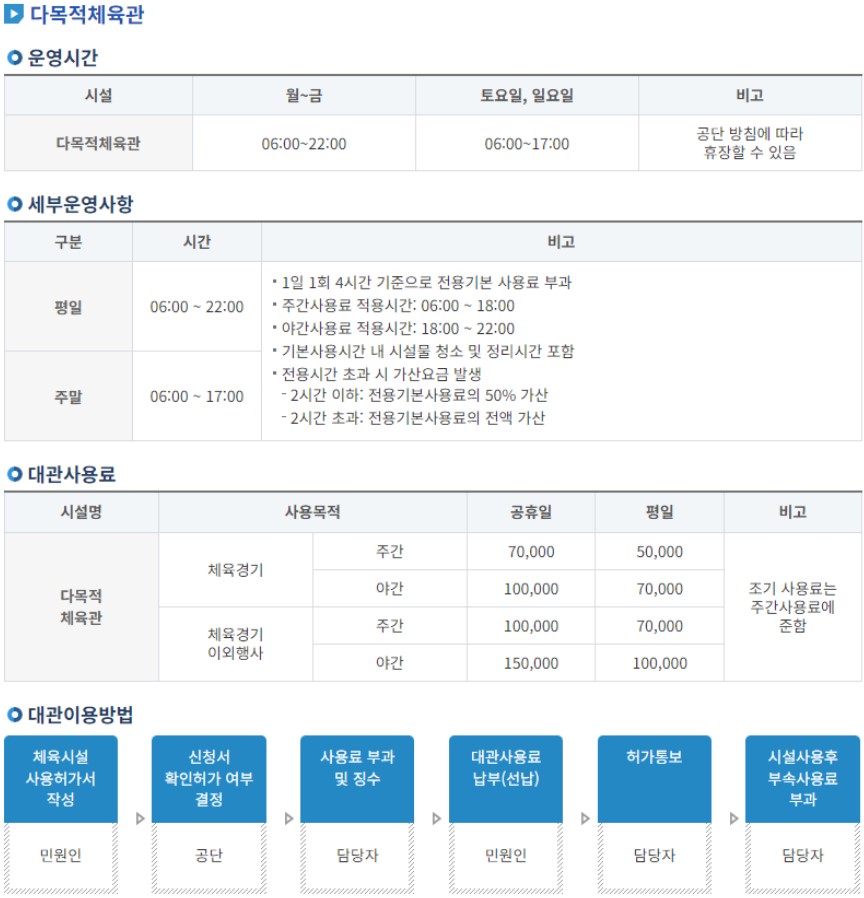 다목적체육관
운영시간
시설 월~금 토요일, 일요일 비고
다목적체육관 06:00~22:00 06:00~17:00 공단 방침에 따라
휴장할 수 있음
세부운영사항
구분 시간 비고
평일 06:00 ~ 22:00
주말 06:00 ~ 17:00
▪ 1일 1회 4시간 기준으로 전용기본 사용료 부과
▪ 주간사용료 적용시간: 06:00 ~ 18:00
▪ 야간사용료 적용시간: 18:00 ~ 22:00
▪ 기본사용시간 내 시설물 청소 및 정리시간 포함
▪ 전용시간 초과 시 가산요금 발생
- 2시간 이하: 전용기본사용료의 50% 가산
- 2시간 초과: 전용기본사용료의 전액 가산
대관사용료
시설명 사용목적 공휴일 평일 비고
다목적
체육관
체육경기
주간 70,000 50,000
야간 100,000 70,000
체육경기
이외행사
주간 100,000 70,000
야간 150,000 100,000
조기 사용료는
주간사용료에
준함
대관이용방법
체육시설
사용허가서
작성
민원인
신청서
확인허가 여부
결정
공단
사용료 부과
및 징수
담당자
대관사용료
납부(선납)
민원인
허가통보
담당자
시설사용후
부속사용료
부과
담당자